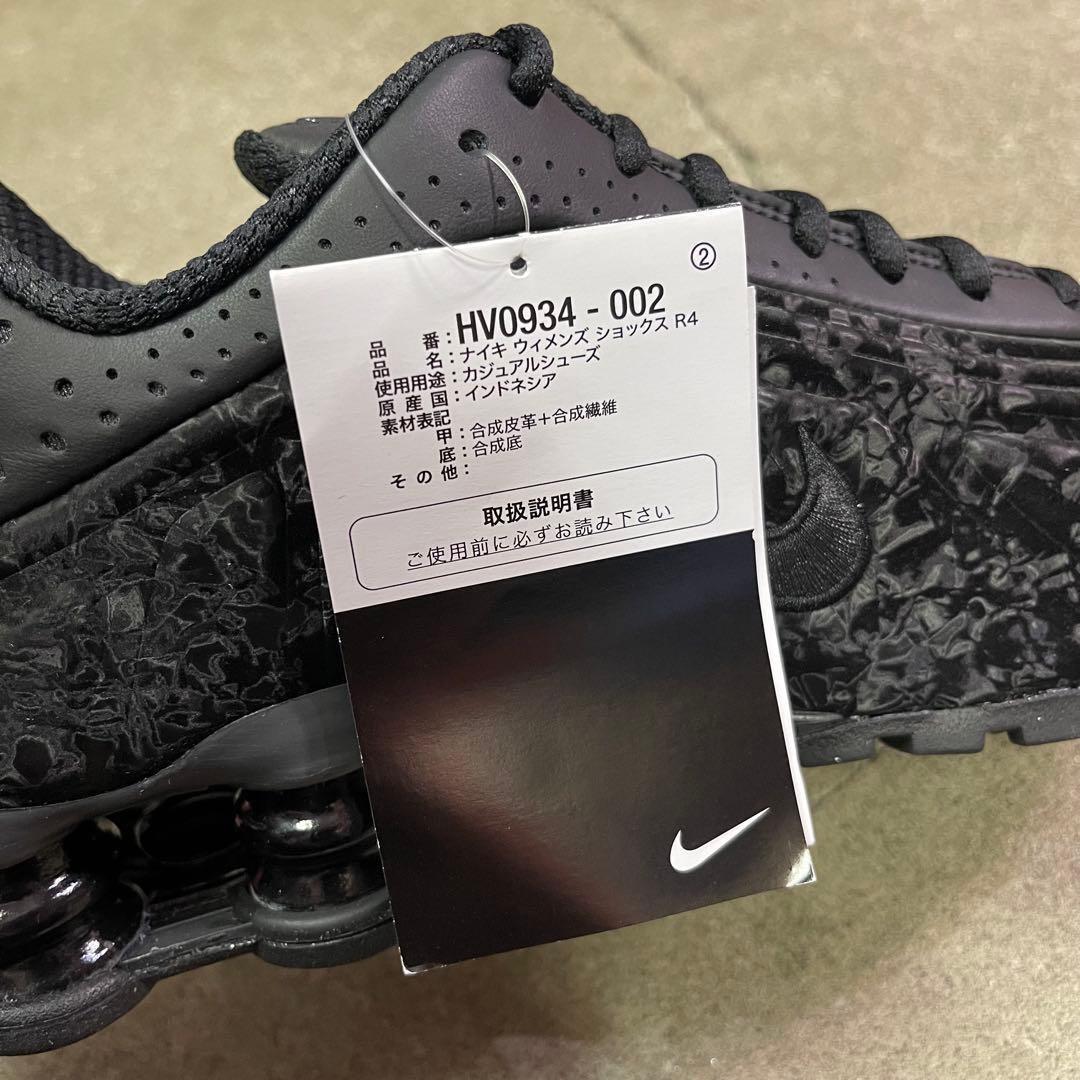 ②
品番：HV0934 - 002
品名：ナイキ ウィメンズ ショックス R4
使用用途：カジュアルシューズ
原産国：インドネシア
素材表記
甲：合成皮革＋合成繊維
底：合成底
その他：
取扱説明書
ご使用前に必ずお読み下さい